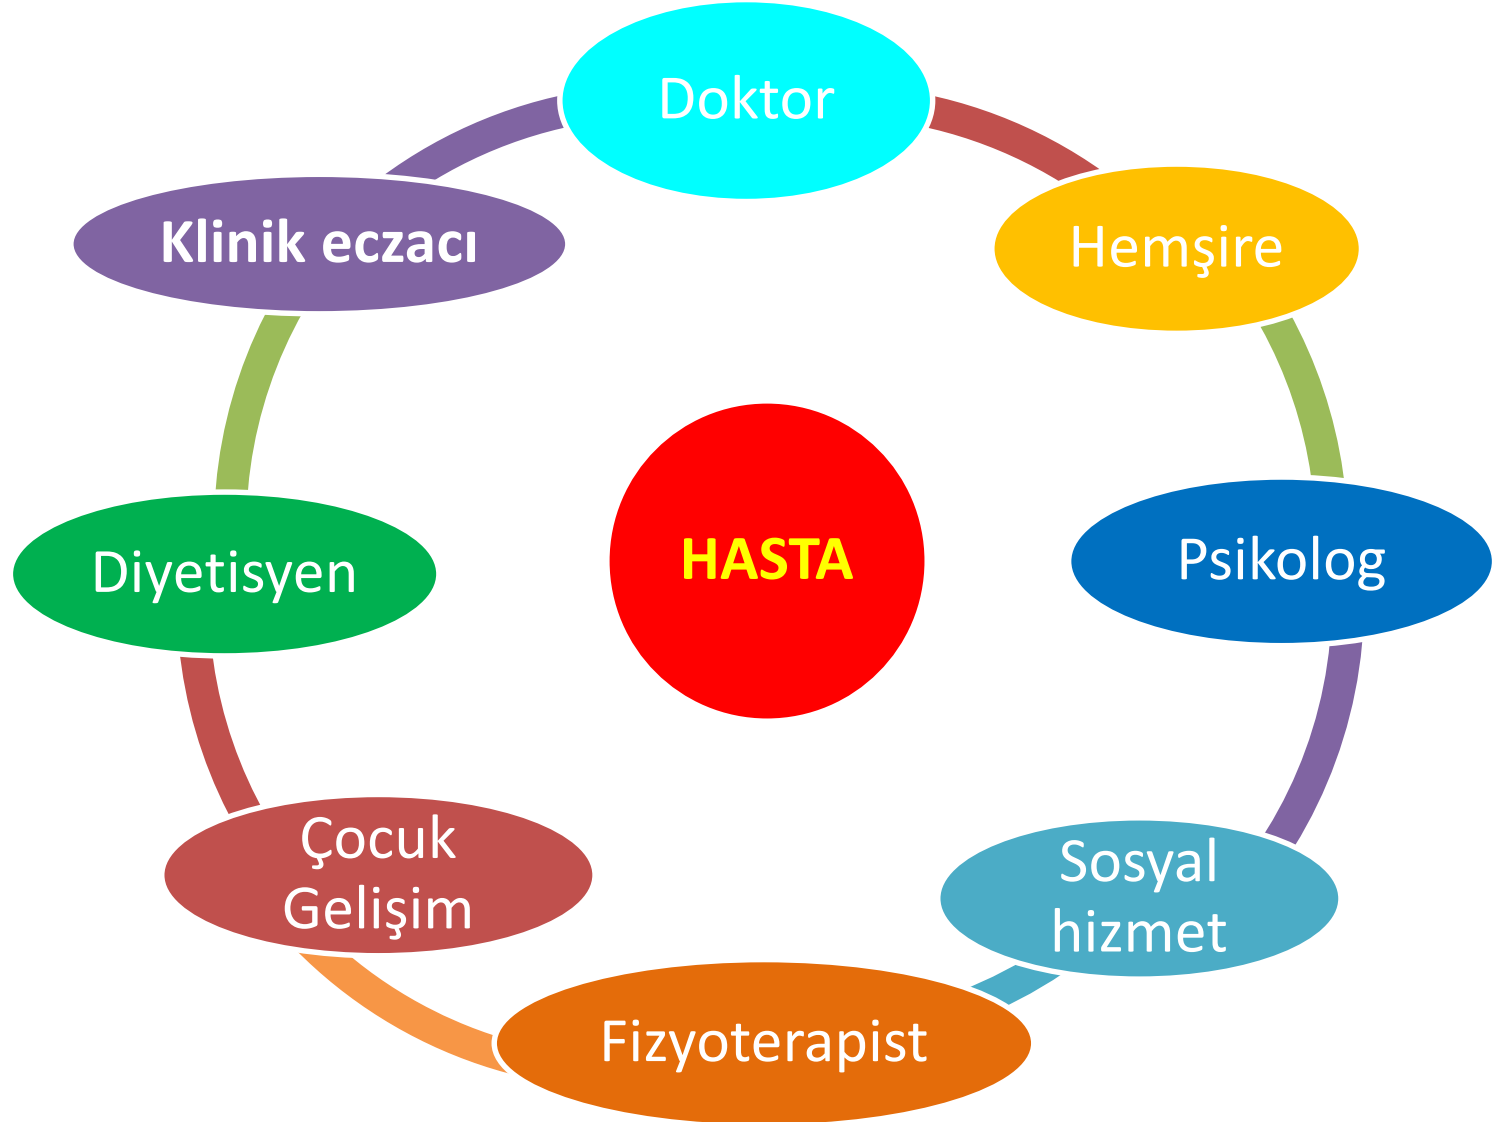 Doktor
Hemşire
Psikolog
Sosyal
hizmet
Fizyoterapist
Çocuk
Gelişim
Diyetisyen
Klinik eczacı
HASTA